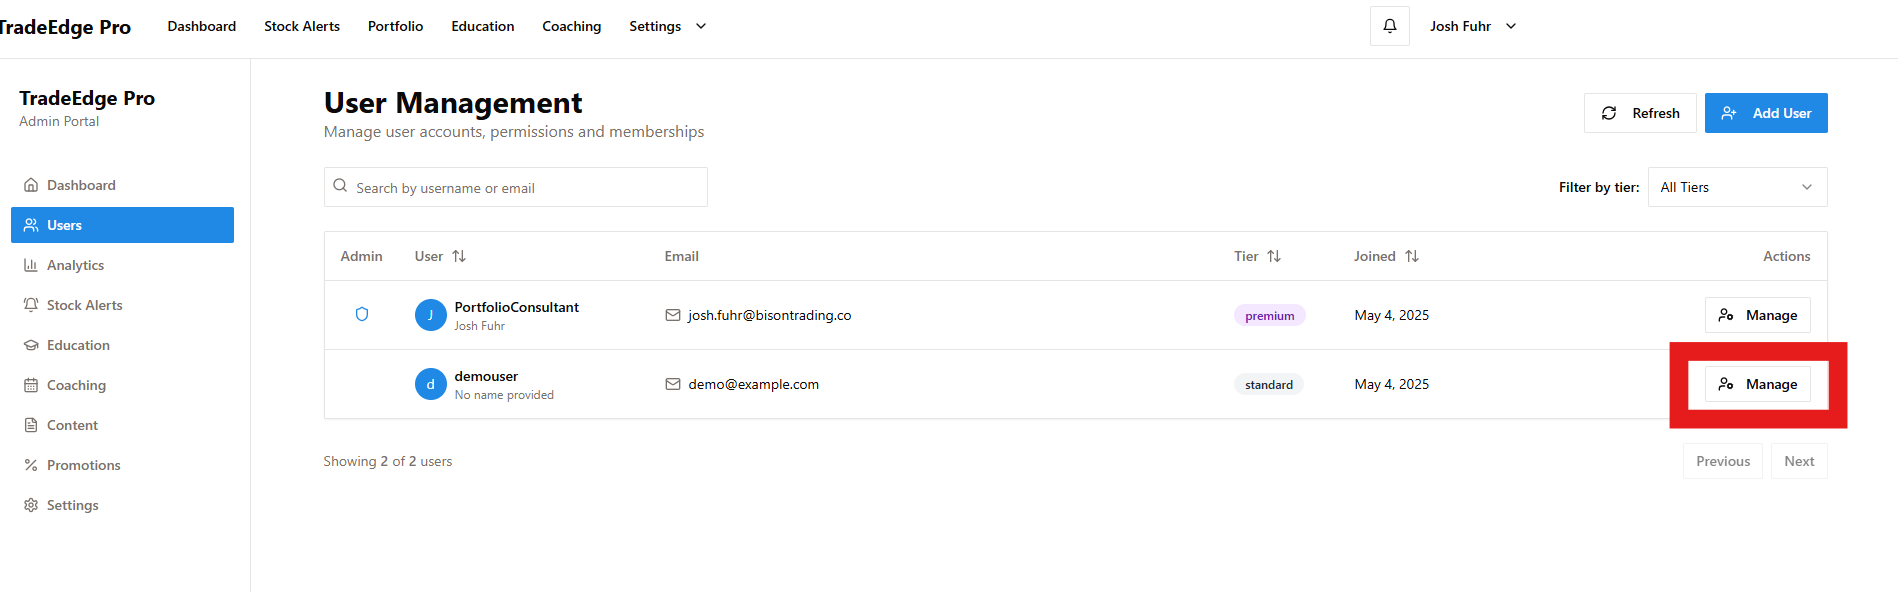 TradeEdge Pro Dashboard Stock Alerts Portfolio Education Coaching Settings Josh Fuhr
TradeEdge Pro
Admin Portal
Dashboard
Users
Analytics
Stock Alerts
Education
Coaching
Content
Promotions
Settings
User Management
Manage user accounts, permissions and memberships
Refresh Add User
Search by username or email Filter by tier: All Tiers
Admin User Email Tier Joined Actions
J PortfolioConsultant josh.fuhr@bisontrading.co premium May 4, 2025 Manage
Josh Fuhr
d demouser demo@example.com standard May 4, 2025 Manage
No name provided
Showing 2 of 2 users Previous Next